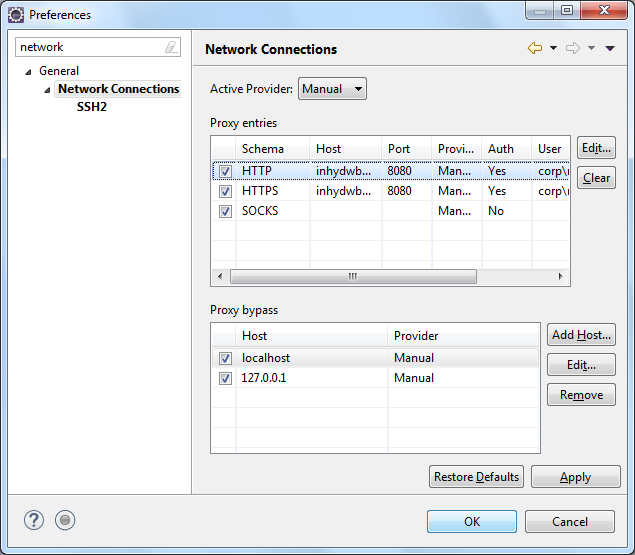 Preferences
network
General
Network Connections
SSH2
Network Connections
Active Provider: Manual
Proxy entries
Schema Host Port Provi... Auth User
HTTP inhydwb... 8080 Man... Yes corp\
HTTPS inhydwb... 8080 Man... Yes corp\
SOCKS Man... No
Edit...
Clear
Proxy bypass
Host Provider
localhost Manual
127.0.0.1 Manual
Add Host...
Edit...
Remove
Restore Defaults Apply
? OK Cancel